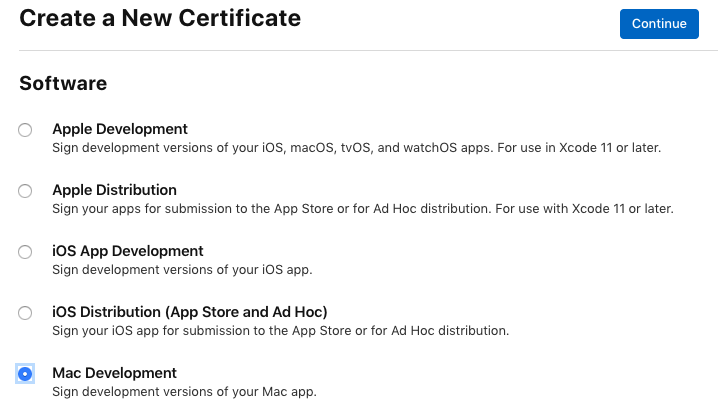 Create a New Certificate
Continue
Software
Apple Development
Sign development versions of your iOS, macOS, tvOS, and watchOS apps. For use in Xcode 11 or later.
Apple Distribution
Sign your apps for submission to the App Store or for Ad Hoc distribution. For use with Xcode 11 or later.
iOS App Development
Sign development versions of your iOS app.
iOS Distribution (App Store and Ad Hoc)
Sign your iOS app for submission to the App Store or for Ad Hoc distribution.
Mac Development
Sign development versions of your Mac app.